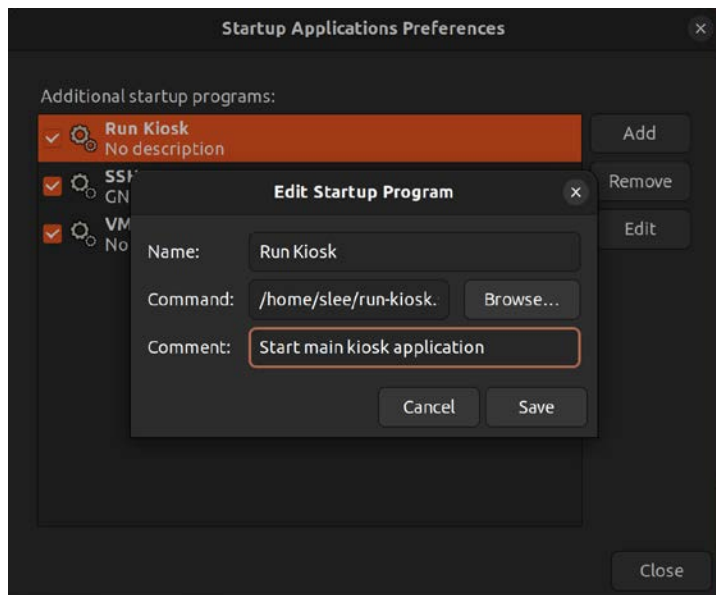 Startup Applications Preferences
Additional startup programs:
Run Kiosk
No description
Add
SSH
GN
Remove
VM
No
Edit
Edit Startup Program
Name:
Run Kiosk
Command:
/home/slee/run-kiosk.
Browse...
Comment:
Start main kiosk application
Cancel
Save
Close